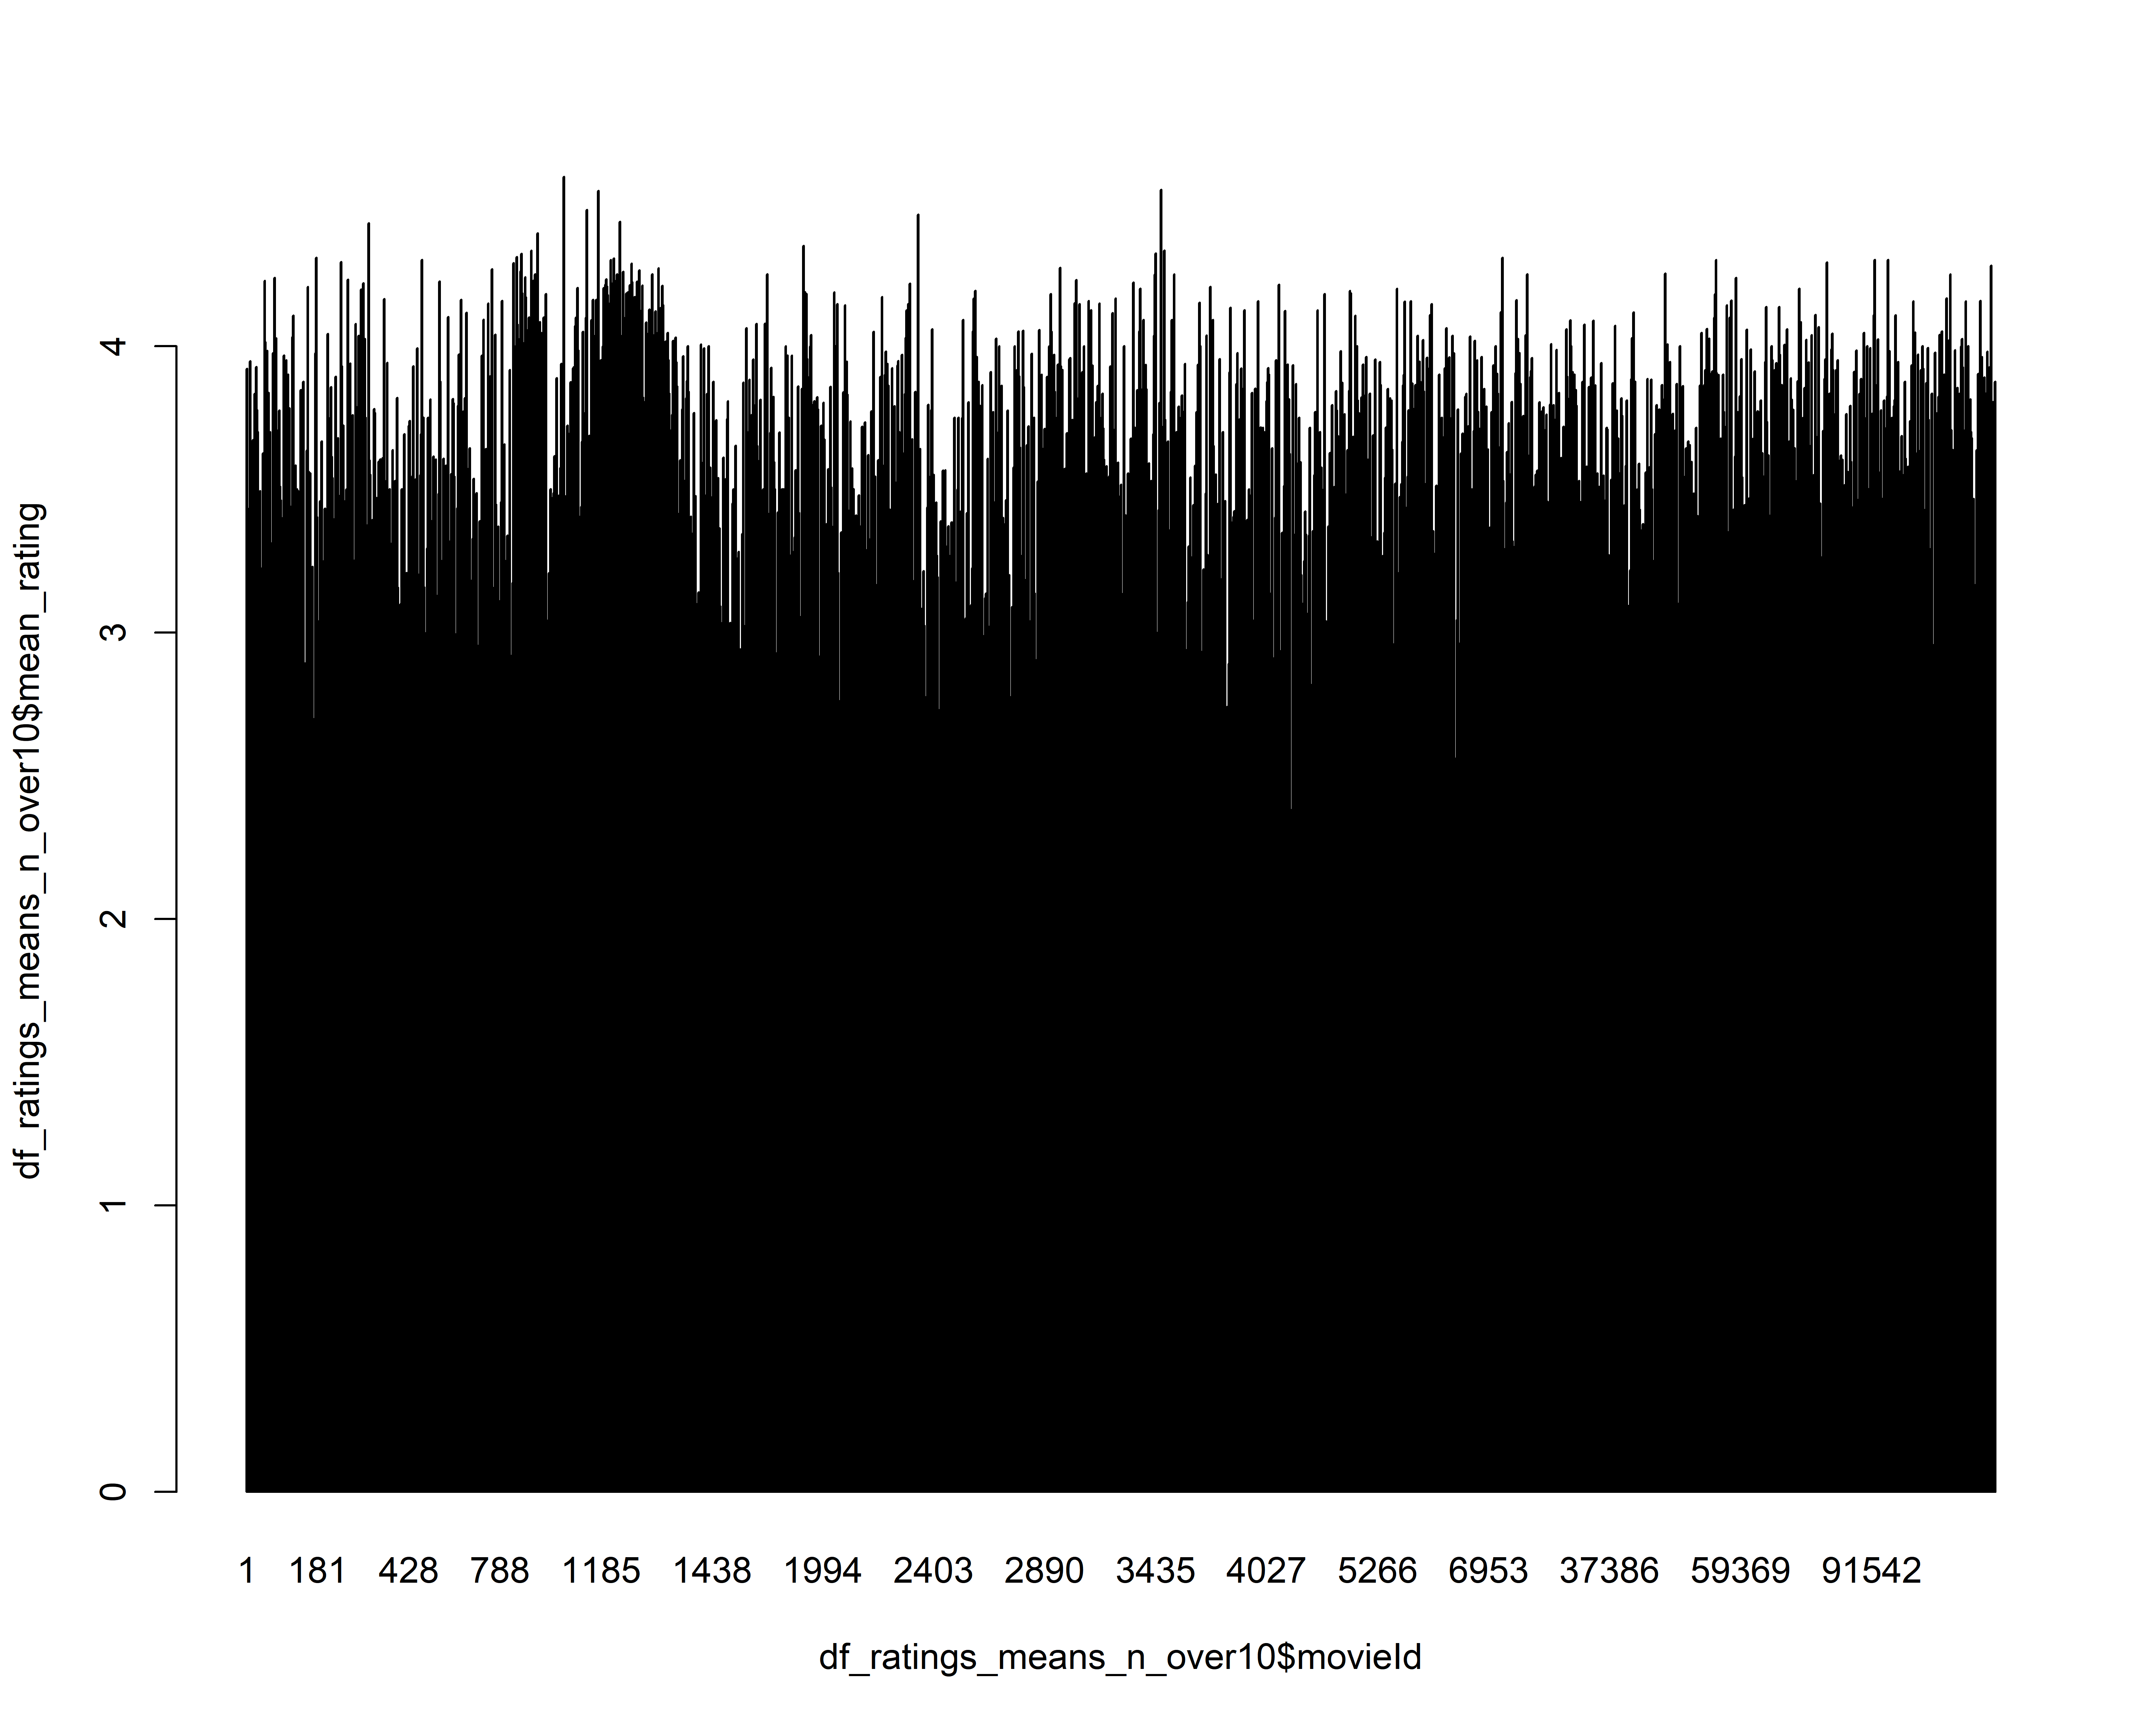 df_ratings_means_n_over10$mean_rating
4
3
2
1
0
1 181 428 788 1185 1438 1994 2403 2890 3435 4027 5266 6953 37386 59369 91542
df_ratings_means_n_over10$movieId